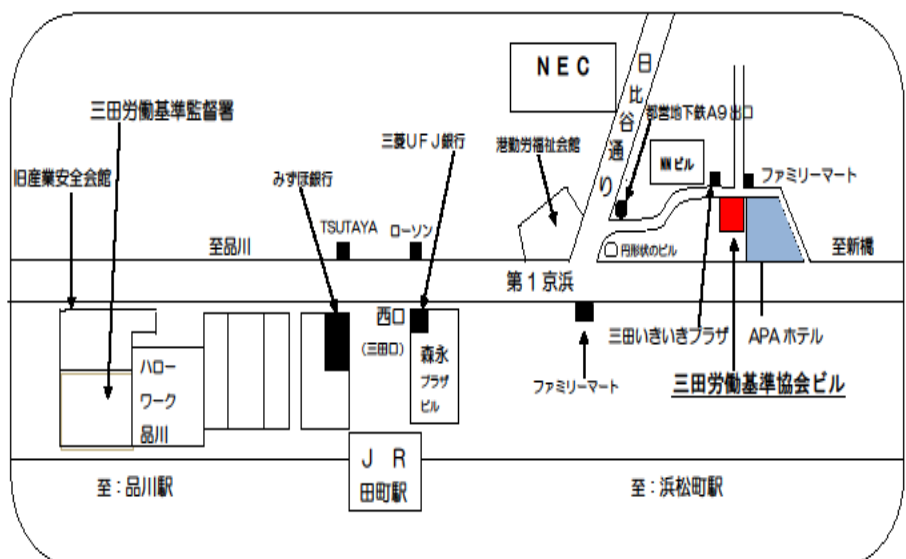 NEC
日比谷通り
三田労働基準監督署
都営地下鉄A9出口
三菱UFJ銀行
港勤労福祉会館
NNビル
旧産業安全会館
みずほ銀行
ファミリーマート
TSUTAYA
ローソン
至品川
円形状のビル
至新橋
第1京浜
西口
(三田口)
三田いきいきプラザ
APAホテル
森永
プラザ
ビル
ハロー
ワーク
品川
ファミリーマート
三田労働基準協会ビル
JR
田町駅
至:品川駅
至:浜松町駅